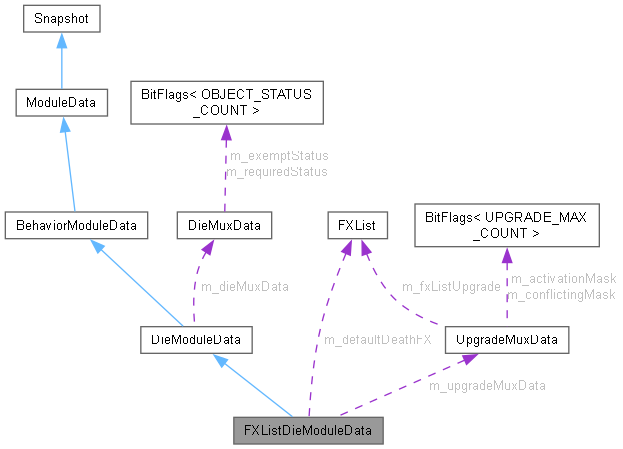 Snapshot
ModuleData
BitFlags< OBJECT_STATUS
_COUNT >
m_exemptStatus
m_requiredStatus
BehaviorModuleData
DieMuxData
FXList
BitFlags< UPGRADE_MAX
_COUNT >
m_dieMuxData
m_fxListUpgrade
m_activationMask
m_conflictingMask
DieModuleData
m_defaultDeathFX
UpgradeMuxData
m_upgradeMuxData
FXListDieModuleData